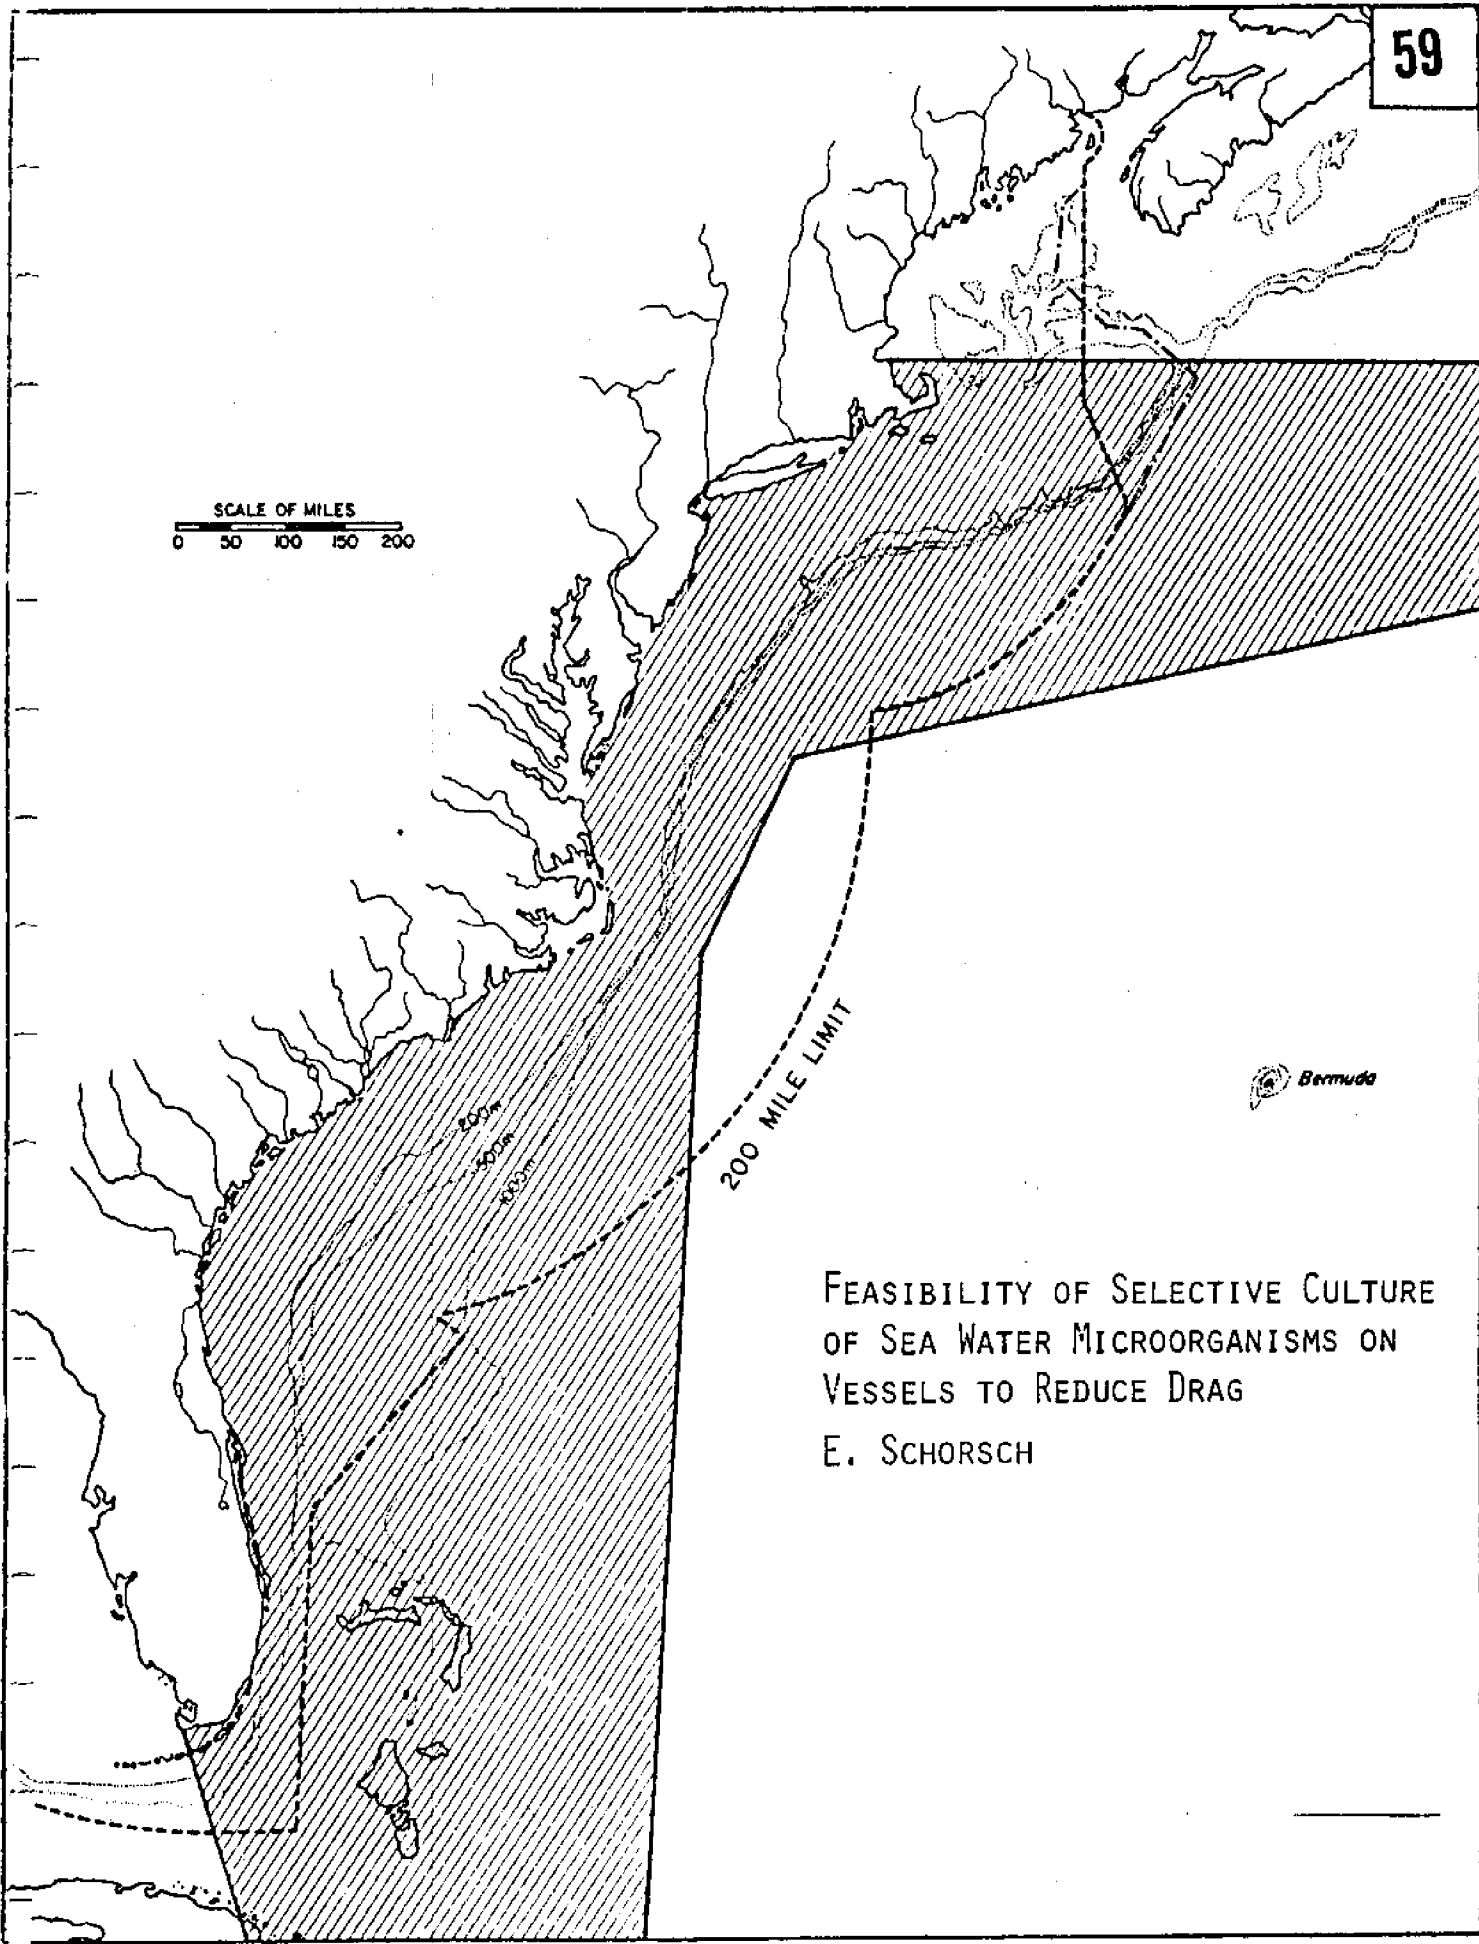 59
SCALE OF MILES
0 50 100 150 200
200 MILE LIMIT
Bermuda
200m
500m
1000m
FEASIBILITY OF SELECTIVE CULTURE
OF SEA WATER MICROORGANISMS ON
VESSELS TO REDUCE DRAG
E. SCHORSCH